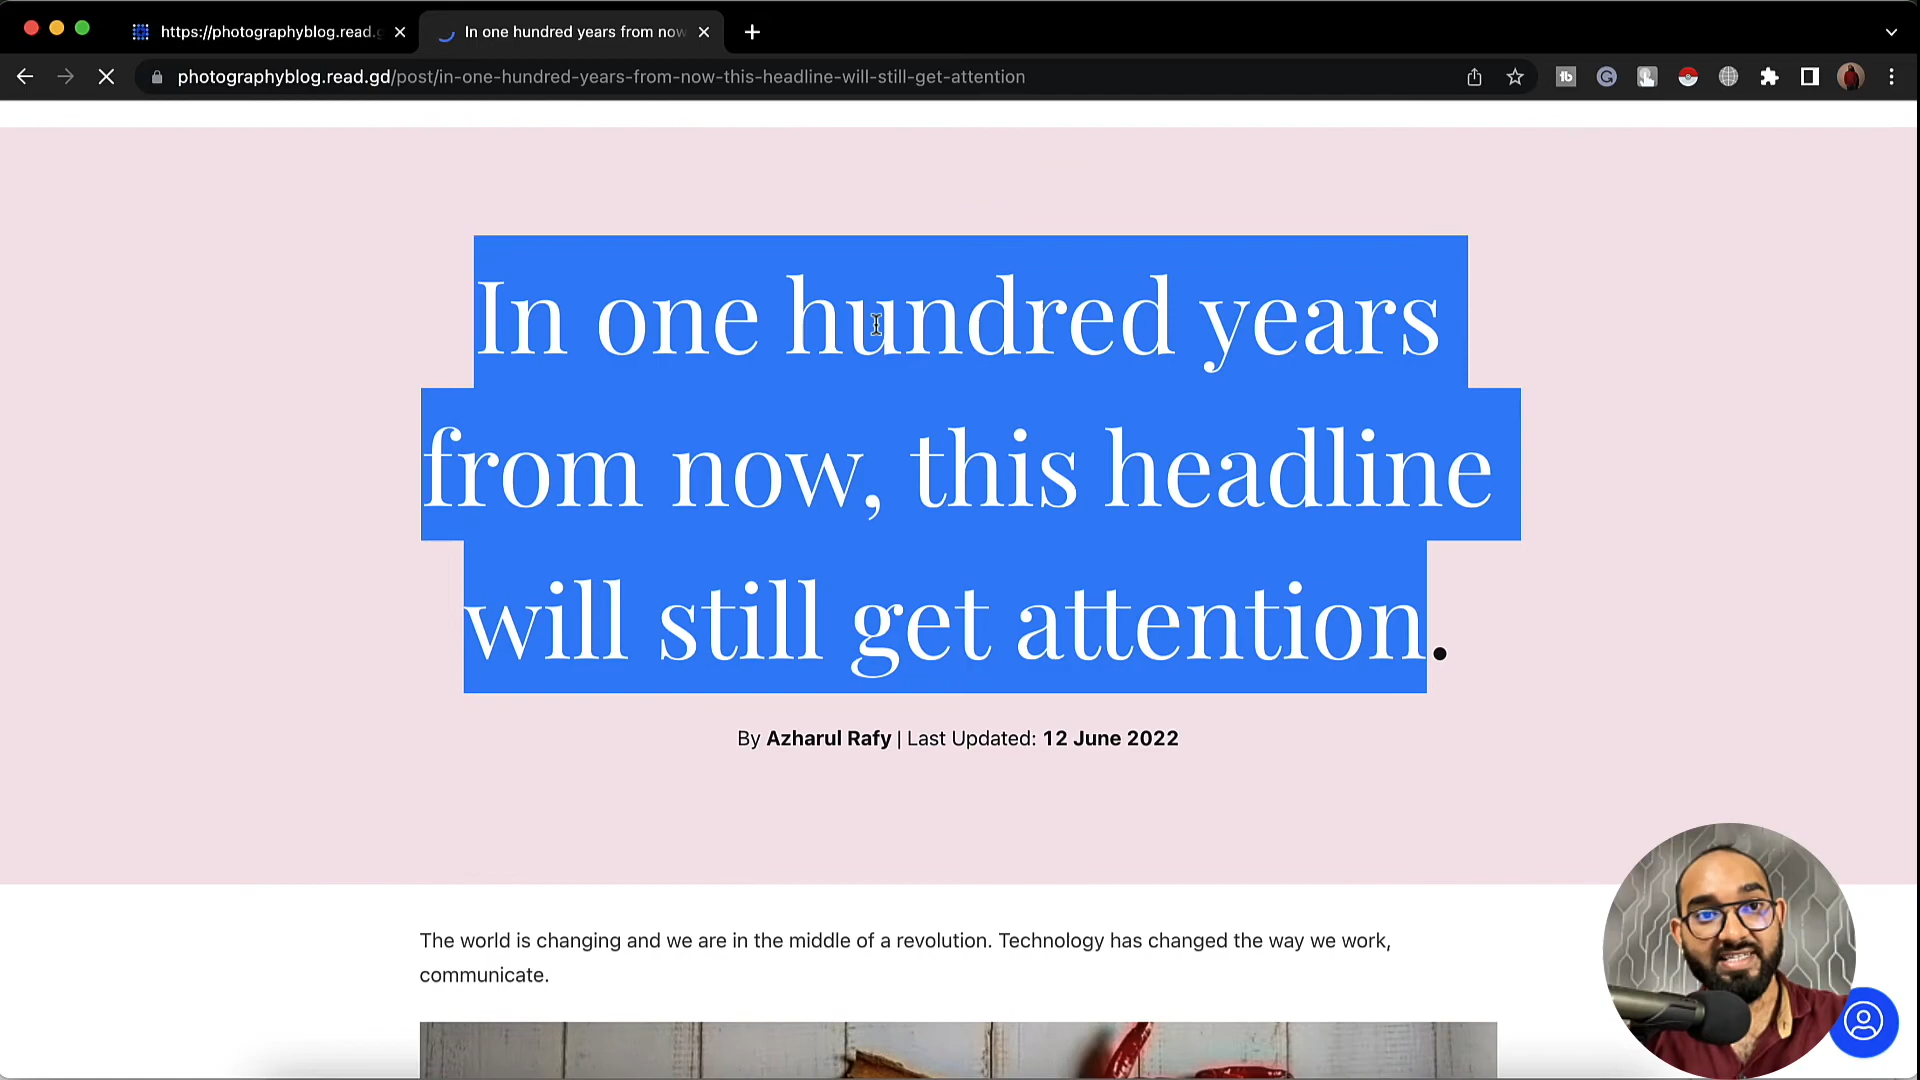 https://photographyblog.read.g
In one hundred years from now
photographyblog.read.gd/post/in-one-hundred-years-from-now-this-headline-will-still-get-attention
In one hundred years
from now, this headline
will still get attention.
By Azharul Rafy | Last Updated: 12 June 2022
The world is changing and we are in the middle of a revolution. Technology has changed the way we work,
communicate.